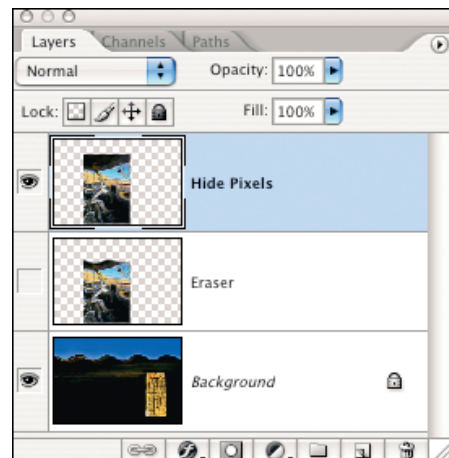 Layers Channels Paths
Normal Opacity: 100%
Lock: Fill: 100%
Hide Pixels
Eraser
Background